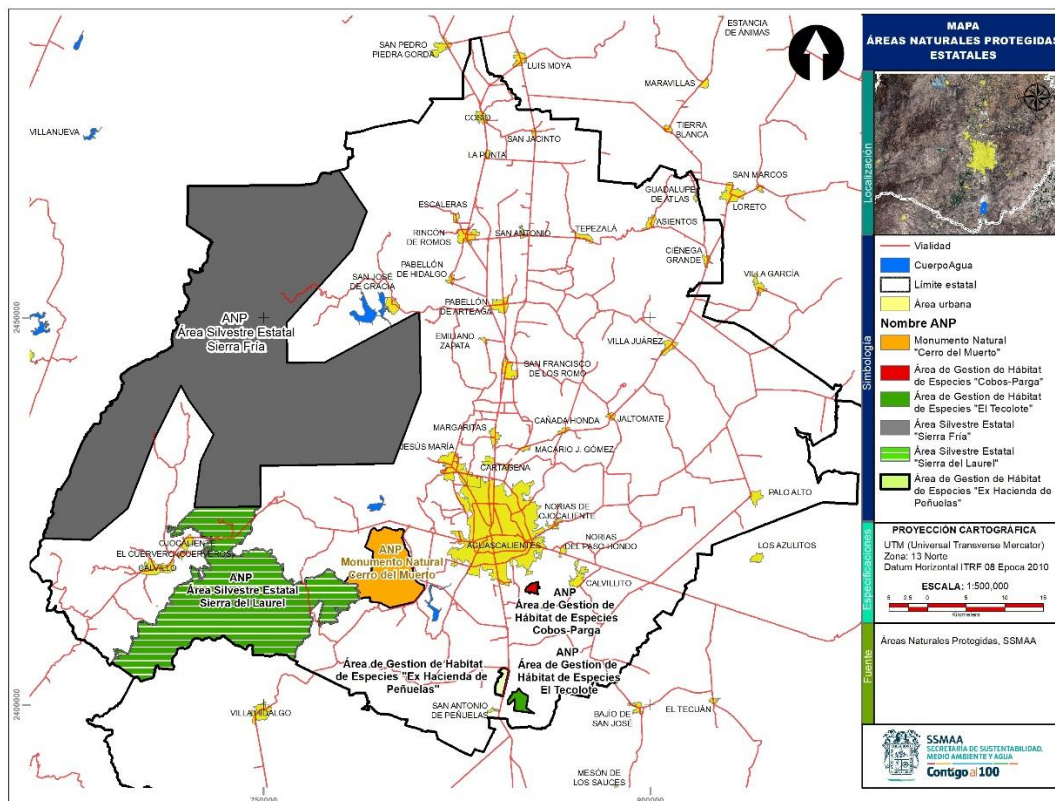 MAPA
ÁREAS NATURALES PROTEGIDAS
ESTATALES
Localización
Simbología
Vialidad
CuerpoAgua
Límite estatal
Área urbana
Nombre ANP
Monumento Natural
"Cerro del Muerto"
Área de Gestión de Hábitat
de Especies "Cobos-Parga"
Área de Gestión de Hábitat
de Especies "El Tecolote"
Área Silvestre Estatal
"Sierra Fría"
Área Silvestre Estatal
"Sierra del Laurel"
Área de Gestión de Hábitat
de Especies "Ex Hacienda de
Peñuelas"
Especificaciones
PROYECCIÓN CARTOGRÁFICA
UTM (Universal Transverse Mercator)
Zona: 13 Norte
Datum Horizontal ITRF 08 Epoca 2010
ESCALA: 1:500,000
5 2.5 0 5 10 15
Kilometers
Fuente
Áreas Naturales Protegidas, SSMAA
SSMAA
SECRETARÍA DE SUSTENTABILIDAD,
MEDIO AMBIENTE Y AGUA
Contigo al 100
ESTANCIA
DE ÁNIMAS
SAN PEDRO
PIEDRA GORDA
LUIS MOYA
MARAVILLAS
VILLANUEVA
COSÍO
SAN JACINTO
TIERRA
BLANCA
LA PUNTA
SAN MARCOS
GUADALUPE
DE ATLAS
LORETO
ESCALERAS
ASIENTOS
RINCÓN
DE ROMOS
SAN ANTONIO
TEPEZALÁ
CIÉNEGA
GRANDE
PABELLÓN
DE HIDALGO
SAN JOSÉ
DE GRACIA
VILLA GARCÍA
PABELLÓN
DE ARTEAGA
ANP
Área Silvestre Estatal
Sierra Fría
EMILIANO
ZAPATA
VILLA JUÁREZ
SAN FRANCISCO
DE LOS ROMO
CAÑADA HONDA
JALTOMATE
MARGARITAS
JESÚS MARÍA
MACARIO J. GÓMEZ
CARTAGENA
PALO ALTO
NORIAS DE
OJOCALIENTE
AGUASCALIENTES
NORIAS
DEL PASO HONDO
LOS AZULITOS
OJOCALIENTE
EL CUERVERO (CUERVEROS)
CALVILLO
ANP
Monumento Natural
Cerro del Muerto
ANP
Área Silvestre Estatal
Sierra del Laurel
CALVILLITO
ANP
Área de Gestión de
Hábitat de Especies
Cobos-Parga
ANP
Área de Gestión de
Hábitat de Especies
El Tecolote
Área de Gestion de Habitat
de Especies "Ex Hacienda de
Peñuelas"
SAN ANTONIO
DE PEÑUELAS
VILLA HIDALGO
BAJÍO DE
SAN JOSÉ
EL TECUÁN
MESÓN DE
LOS SAUCES
2450000
2400000
750000
800000